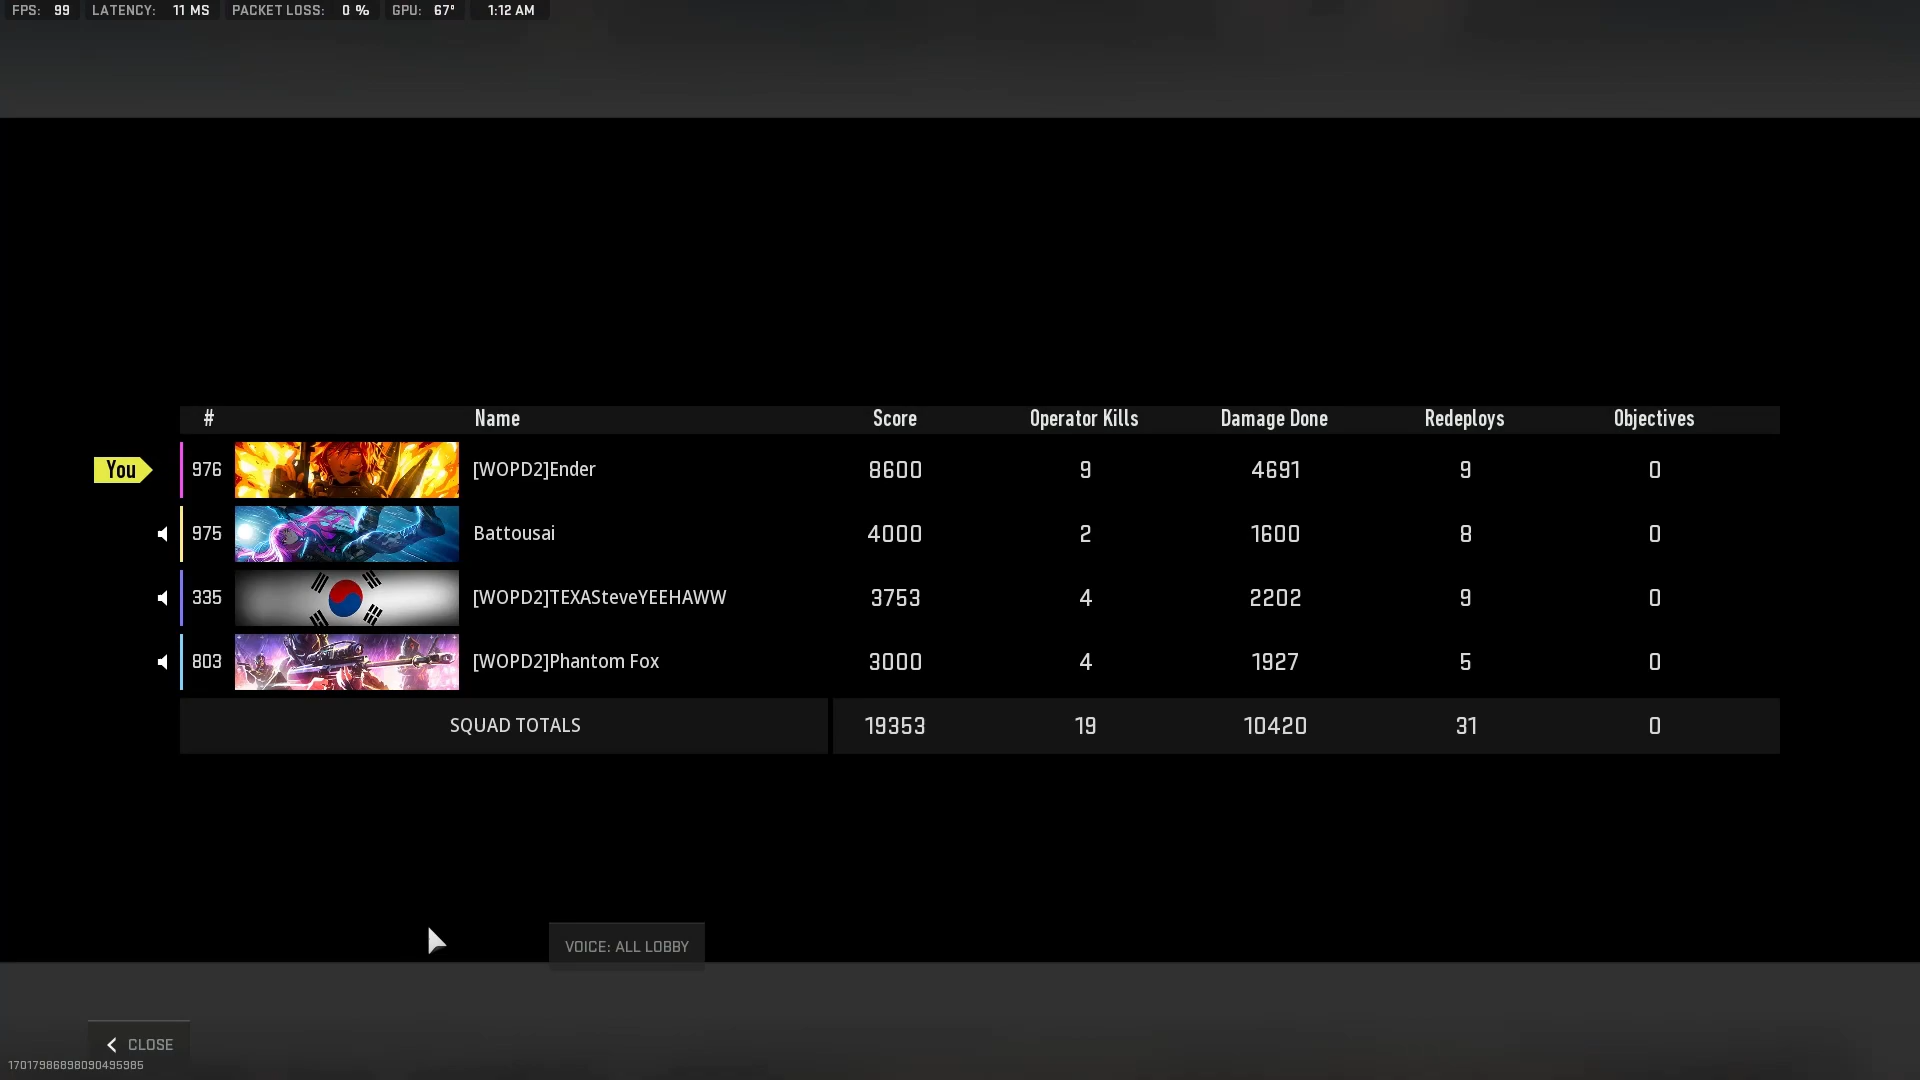 FPS: 99 LATENCY: 11 MS PACKET LOSS: 0 % GPU: 67° 1:12 AM
# Name Score Operator Kills Damage Done Redeploys Objectives
You 976 [WOPD2]Ender 8600 9 4691 9 0
975 Battousai 4000 2 1600 8 0
335 [WOPD2]TEXASteveYEEHAWW 3753 4 2202 9 0
803 [WOPD2]Phantom Fox 3000 4 1927 5 0
SQUAD TOTALS 19353 19 10420 31 0
VOICE: ALL LOBBY
CLOSE
17017986898090495985